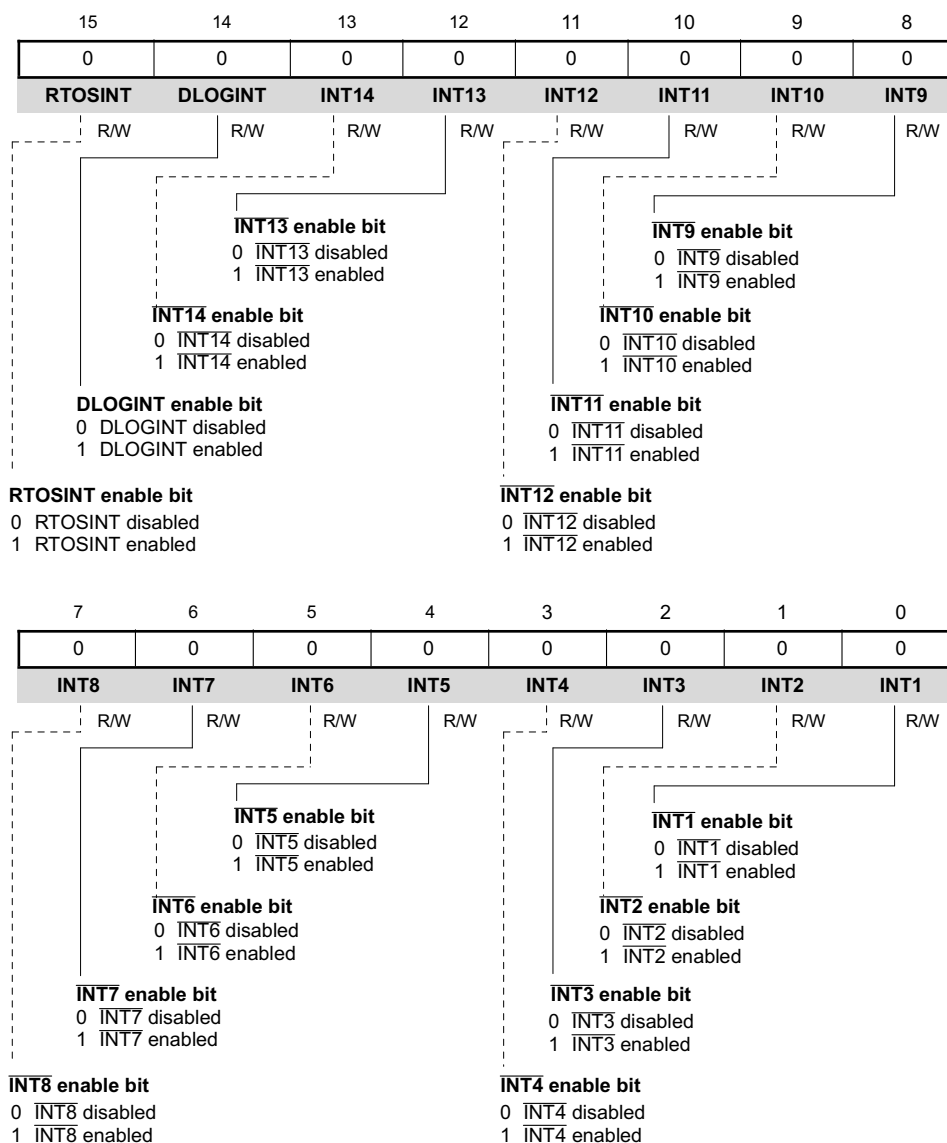 15 14 13 12 11 10 9 8
0 0 0 0 0 0 0 0
RTOSINT DLOGINT INT14 INT13 INT12 INT11 INT10 INT9
R/W R/W R/W R/W R/W R/W R/W R/W
INT13 enable bit
0 INT13 disabled
1 INT13 enabled
INT9 enable bit
0 INT9 disabled
1 INT9 enabled
INT14 enable bit
0 INT14 disabled
1 INT14 enabled
INT10 enable bit
0 INT10 disabled
1 INT10 enabled
DLOGINT enable bit
0 DLOGINT disabled
1 DLOGINT enabled
INT11 enable bit
0 INT11 disabled
1 INT11 enabled
RTOSINT enable bit
0 RTOSINT disabled
1 RTOSINT enabled
INT12 enable bit
0 INT12 disabled
1 INT12 enabled
7 6 5 4 3 2 1 0
0 0 0 0 0 0 0 0
INT8 INT7 INT6 INT5 INT4 INT3 INT2 INT1
R/W R/W R/W R/W R/W R/W R/W R/W
INT5 enable bit
0 INT5 disabled
1 INT5 enabled
INT1 enable bit
0 INT1 disabled
1 INT1 enabled
INT6 enable bit
0 INT6 disabled
1 INT6 enabled
INT2 enable bit
0 INT2 disabled
1 INT2 enabled
INT7 enable bit
0 INT7 disabled
1 INT7 enabled
INT3 enable bit
0 INT3 disabled
1 INT3 enabled
INT8 enable bit
0 INT8 disabled
1 INT8 enabled
INT4 enable bit
0 INT4 disabled
1 INT4 enabled